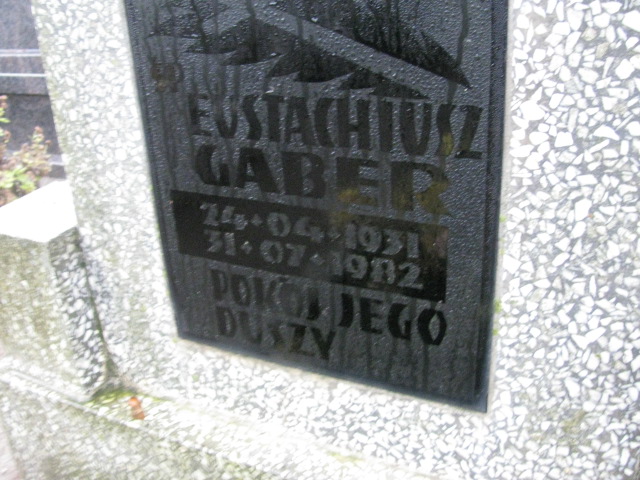 EUSTACHIUSZ
GABER
24•04•1931
31•07•1982
POKÓJ JEGO
DUSZY